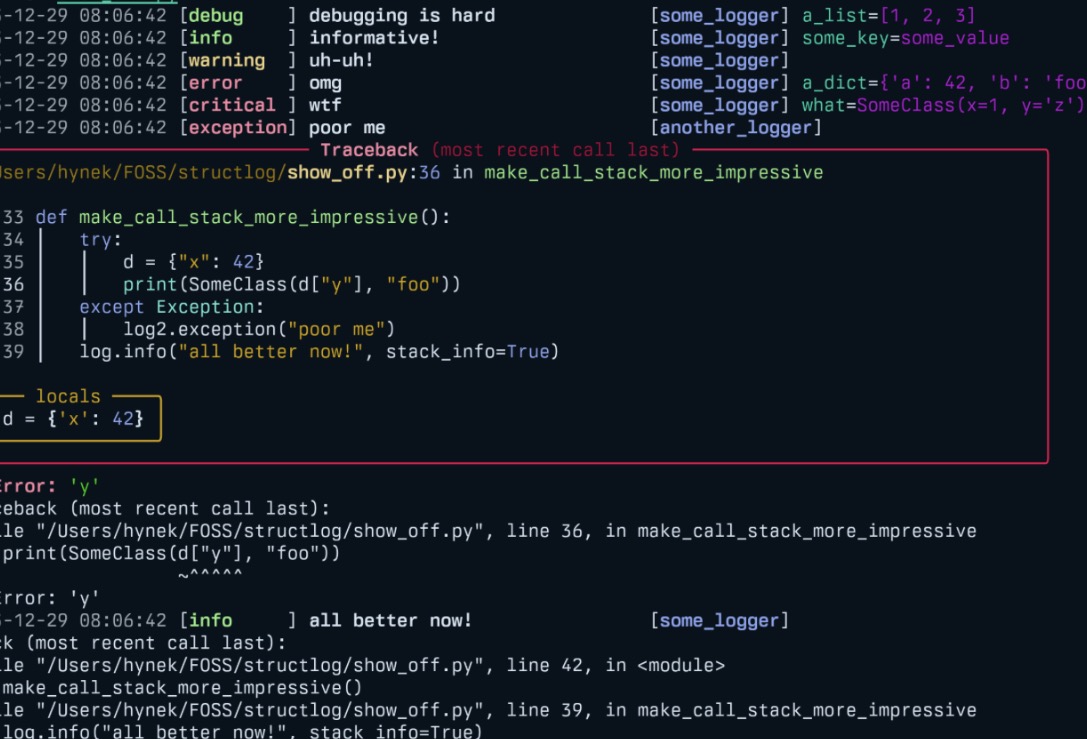 -12-29 08:06:42 [debug    ] debugging is hard              [some_logger] a_list=[1, 2, 3]
-12-29 08:06:42 [info     ] informative!                   [some_logger] some_key=some_value
-12-29 08:06:42 [warning  ] uh-uh!                         [some_logger]
-12-29 08:06:42 [error    ] omg                            [some_logger] a_dict={'a': 42, 'b': 'foo
-12-29 08:06:42 [critical ] wtf                            [some_logger] what=SomeClass(x=1, y='z')
-12-29 08:06:42 [exception] poor me                        [another_logger]
Traceback (most recent call last)
sers/hynek/FOSS/structlog/show_off.py:36 in make_call_stack_more_impressive
33 def make_call_stack_more_impressive():
34     try:
35         d = {"x": 42}
36         print(SomeClass(d["y"], "foo"))
37     except Exception:
38         log2.exception("poor me")
39     log.info("all better now!", stack_info=True)
locals
d = {'x': 42}
Error: 'y'
ceback (most recent call last):
le "/Users/hynek/FOSS/structlog/show_off.py", line 36, in make_call_stack_more_impressive
print(SomeClass(d["y"], "foo"))
~^^^^^
Error: 'y'
-12-29 08:06:42 [info     ] all better now!                [some_logger]
ck (most recent call last):
le "/Users/hynek/FOSS/structlog/show_off.py", line 42, in <module>
make_call_stack_more_impressive()
le "/Users/hynek/FOSS/structlog/show_off.py", line 39, in make_call_stack_more_impressive
log.info("all better now!", stack_info=True)